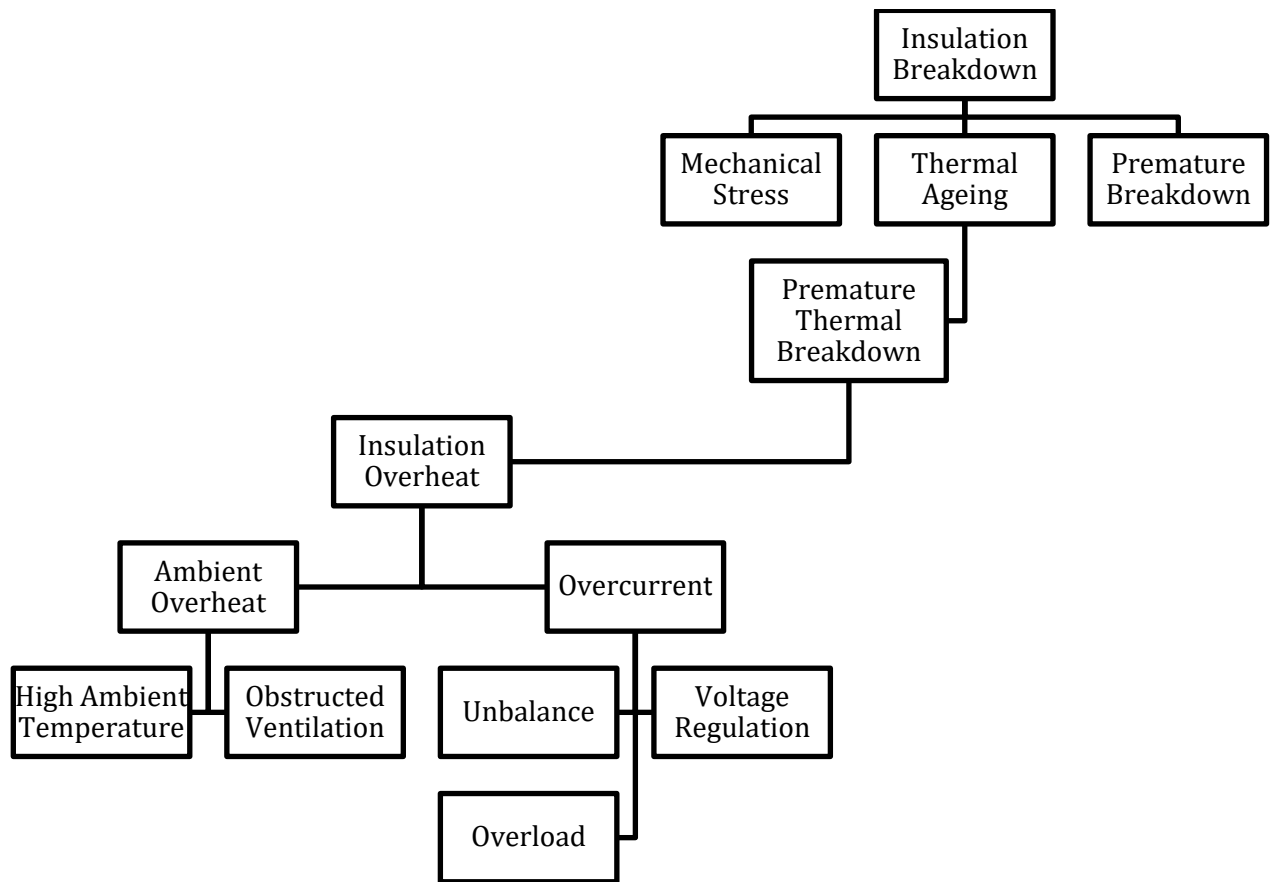 Insulation
Breakdown
Mechanical
Stress
Thermal
Ageing
Premature
Breakdown
Premature
Thermal
Breakdown
Insulation
Overheat
Ambient
Overheat
Overcurrent
High Ambient
Temperature
Obstructed
Ventilation
Unbalance
Voltage
Regulation
Overload